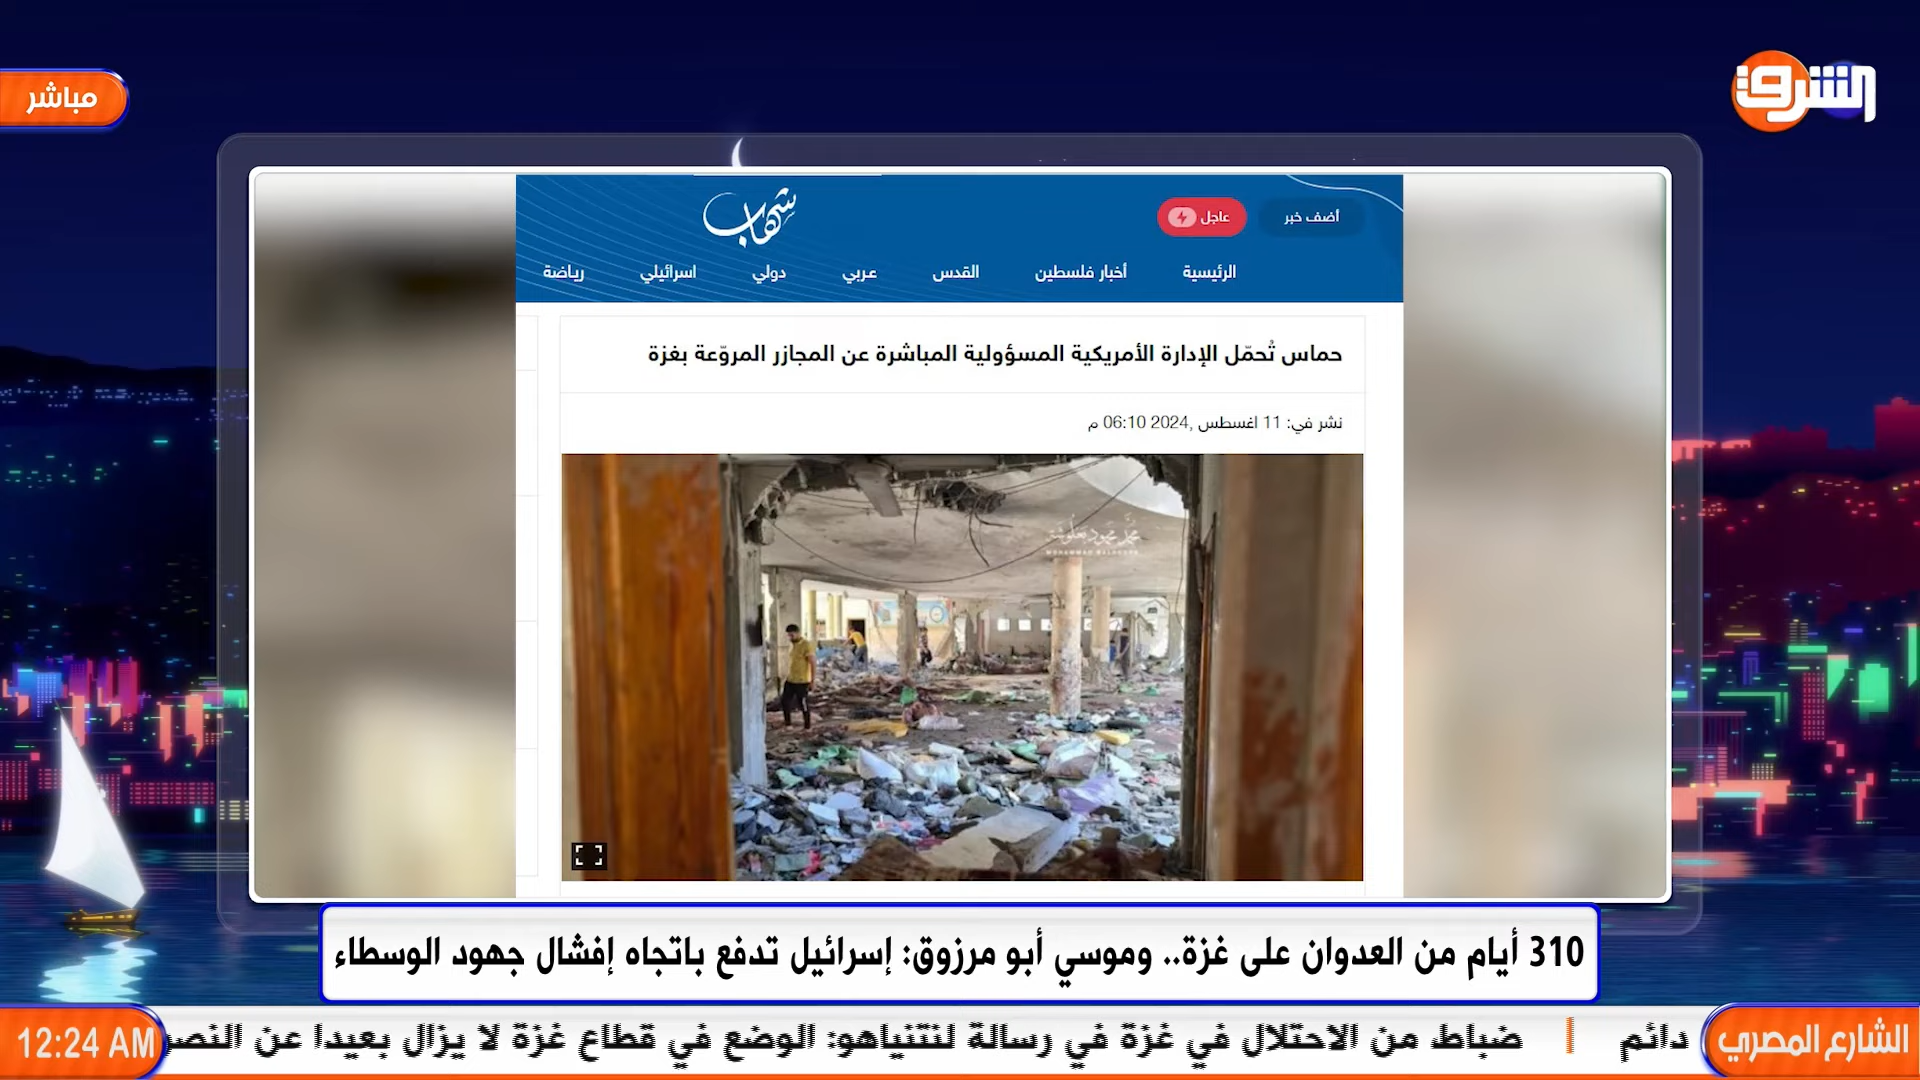 مباشر
الشرق
شهاب
أضف خبر
عاجل
الرئيسية
أخبار فلسطين
القدس
عربي
دولي
اسرائيلي
رياضة
حماس تُحمّل الإدارة الأمريكية المسؤولية المباشرة عن المجازر المروّعة بغزة
نشر في: 11 اغسطس ,2024 06:10 م
310 أيام من العدوان على غزة.. وموسي أبو مرزوق: إسرائيل تدفع باتجاه إفشال جهود الوسطاء
الشارع المصري
دائم | ضباط من الاحتلال في غزة في رسالة لنتنياهو: الوضع في قطاع غزة لا يزال بعيدا عن النصر
12:24 AM